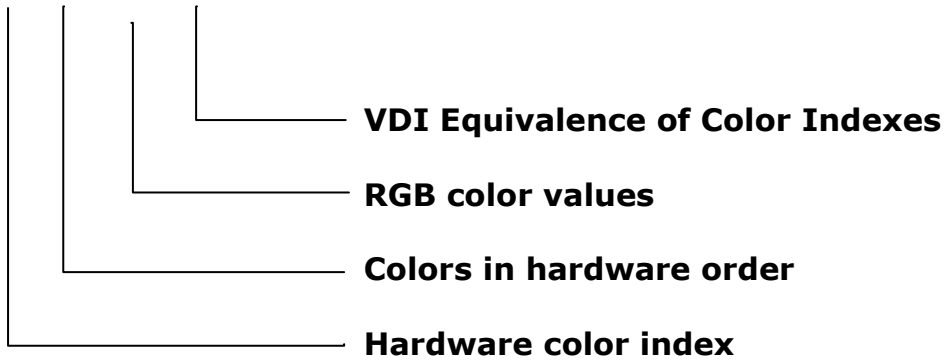 VDI Equivalence of Color Indexes
RGB color values
Colors in hardware order
Hardware color index